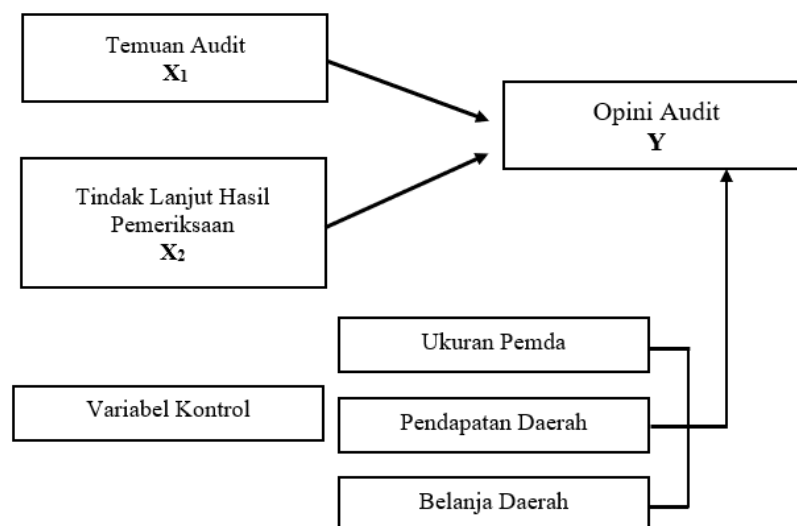 Temuan Audit
X1
Opini Audit
Y
Tindak Lanjut Hasil
Pemeriksaan
X2
Ukuran Pemda
Variabel Kontrol
Pendapatan Daerah
Belanja Daerah